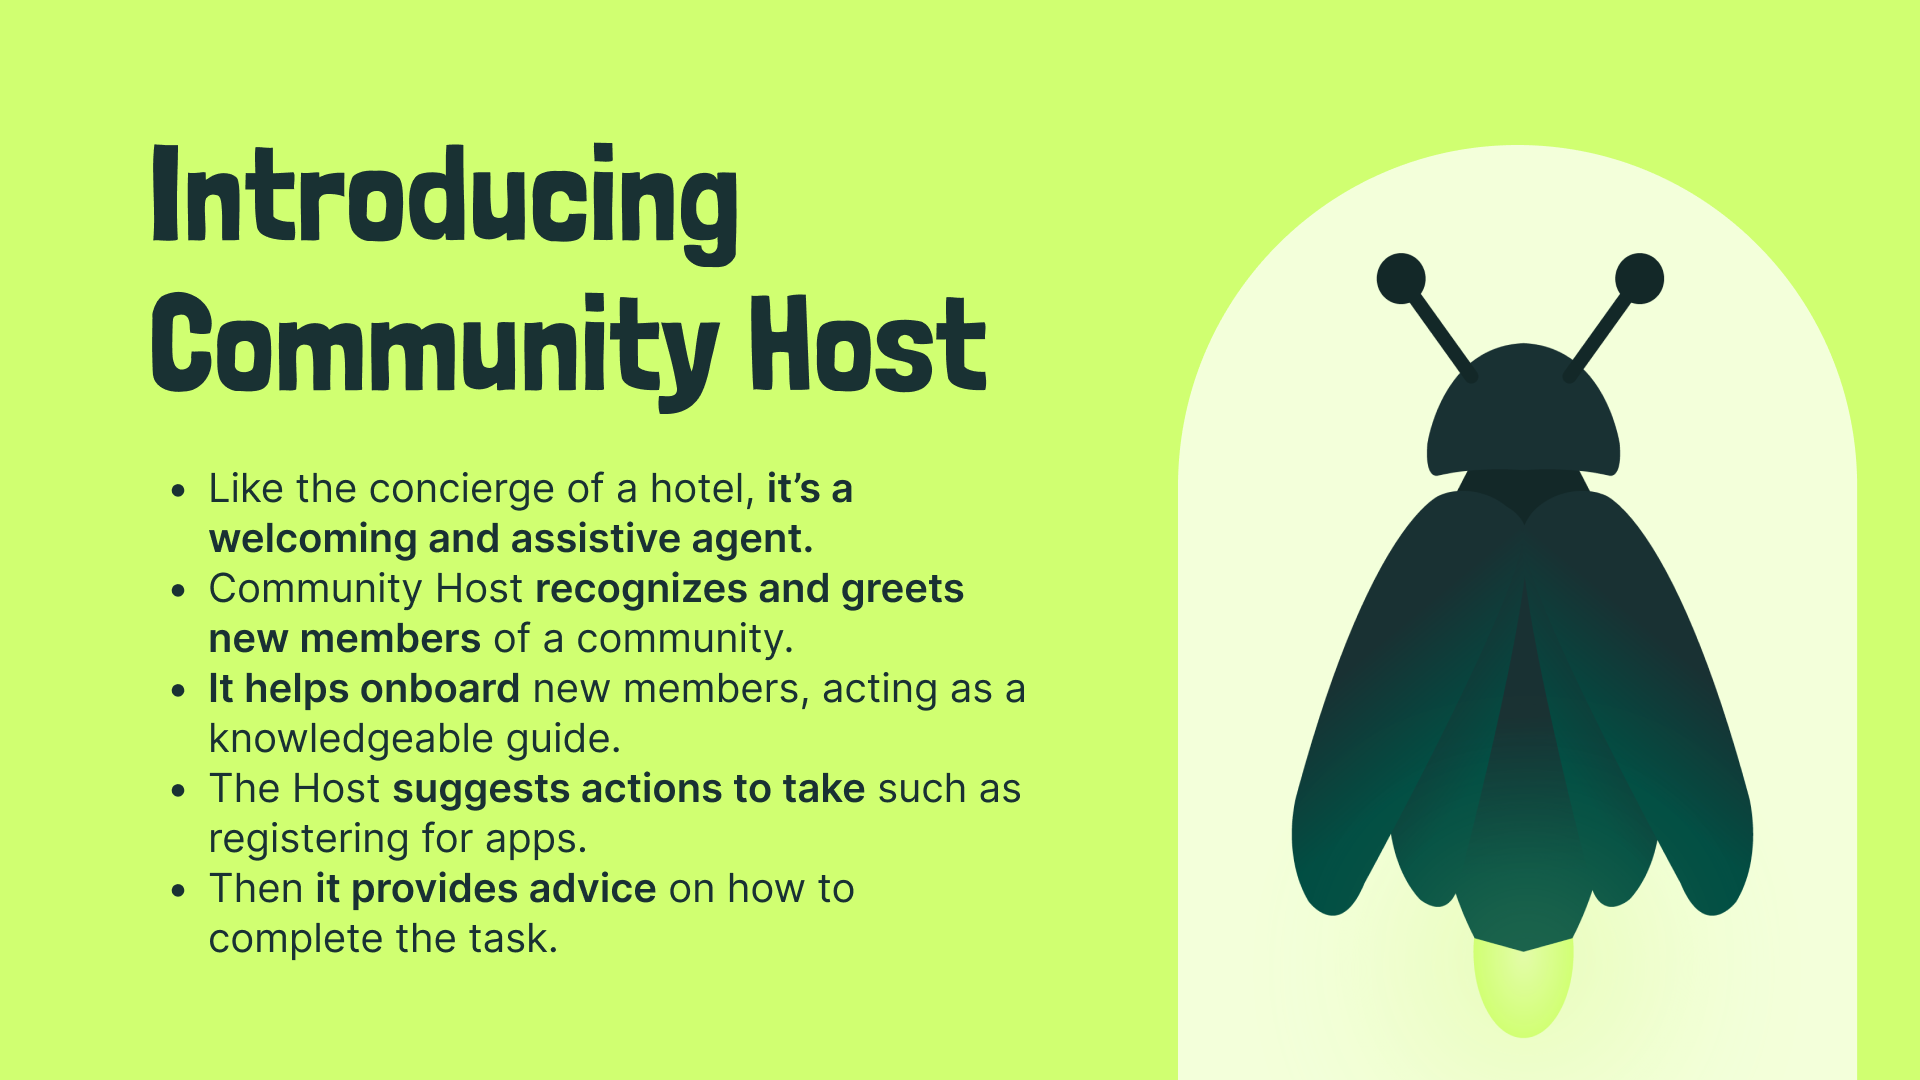 Introducing
Community Host
• Like the concierge of a hotel, it’s a
welcoming and assistive agent.
• Community Host recognizes and greets
new members of a community.
• It helps onboard new members, acting as a
knowledgeable guide.
• The Host suggests actions to take such as
registering for apps.
• Then it provides advice on how to
complete the task.